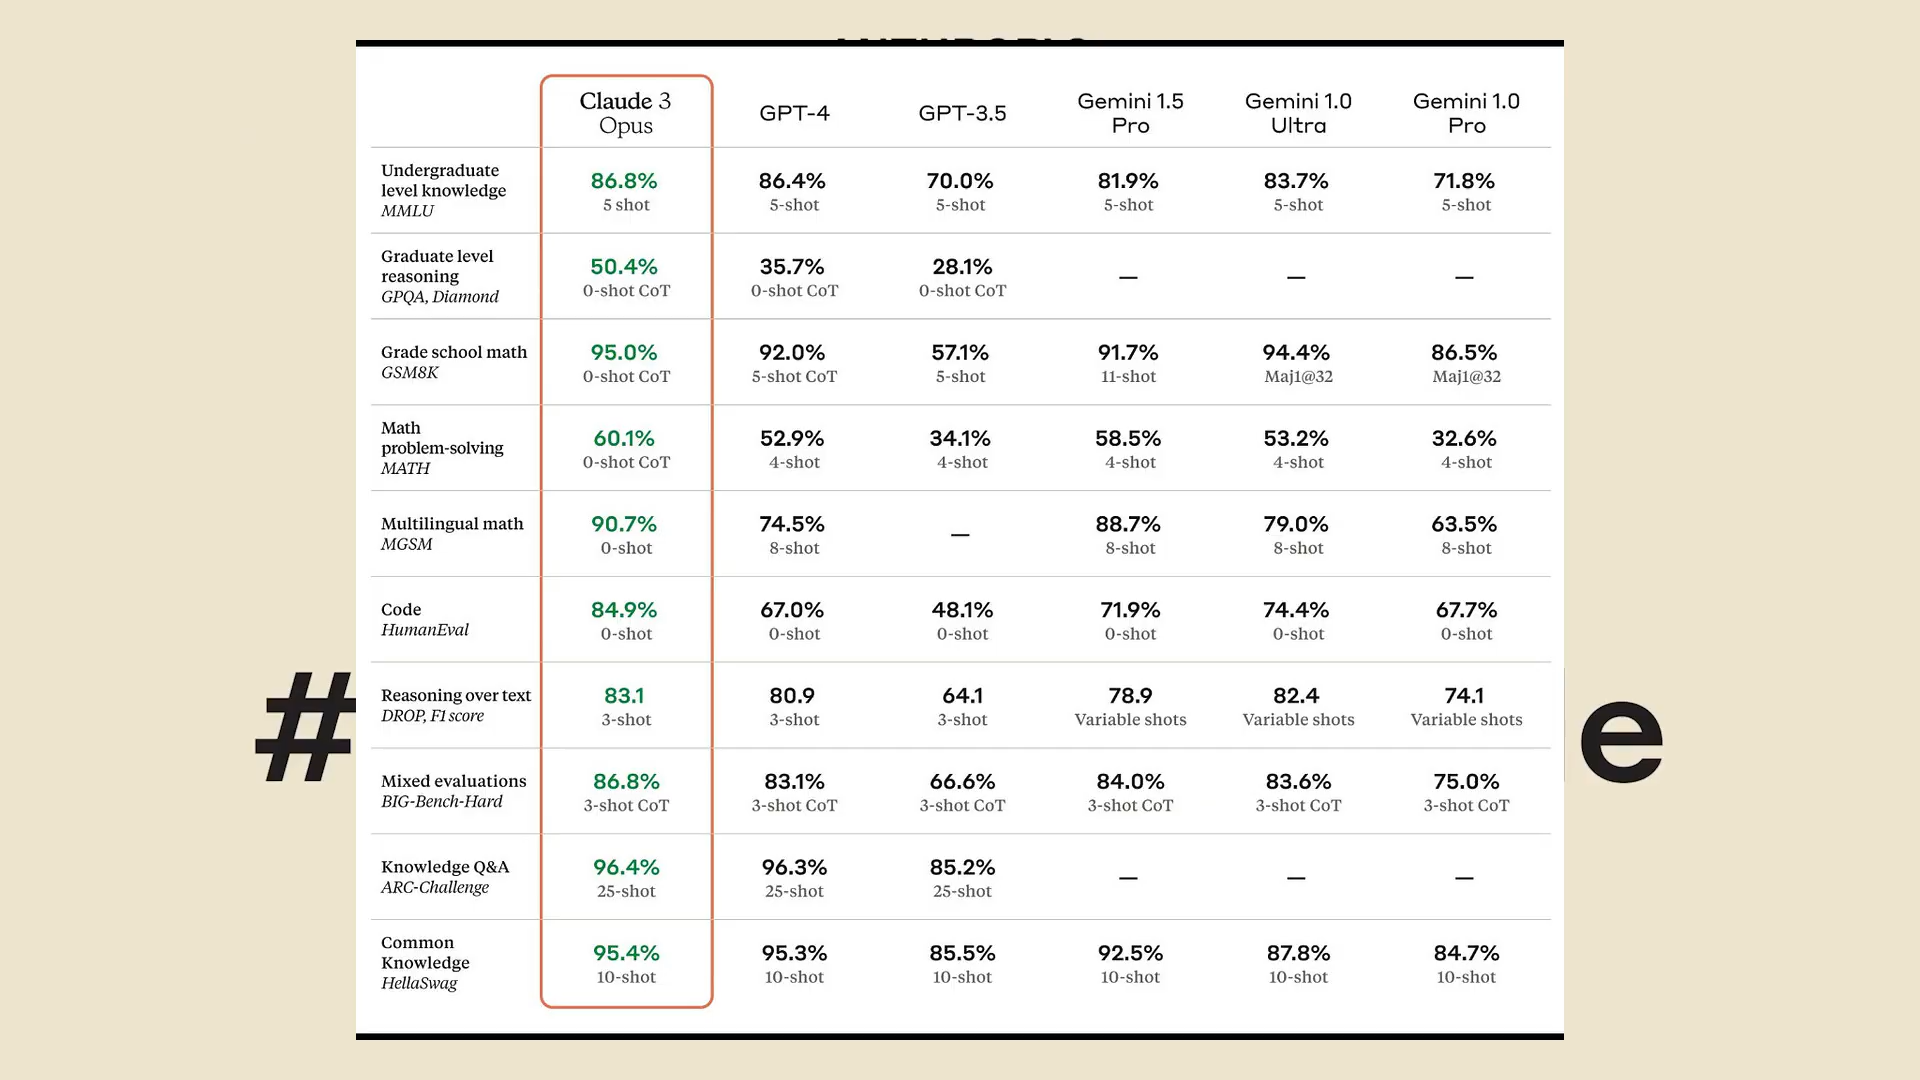 Claude 3
Opus
GPT-4
GPT-3.5
Gemini 1.5
Pro
Gemini 1.0
Ultra
Gemini 1.0
Pro
Undergraduate
level knowledge
MMLU
86.8% 86.4% 70.0% 81.9% 83.7% 71.8%
5 shot 5-shot 5-shot 5-shot 5-shot 5-shot
Graduate level
reasoning
GPQA, Diamond
50.4% 35.7% 28.1% — — —
0-shot CoT 0-shot CoT 0-shot CoT
Grade school math
GSM8K
95.0% 92.0% 57.1% 91.7% 94.4% 86.5%
0-shot CoT 5-shot CoT 5-shot 11-shot Maj1@32 Maj1@32
Math
problem-solving
MATH
60.1% 52.9% 34.1% 58.5% 53.2% 32.6%
0-shot CoT 4-shot 4-shot 4-shot 4-shot 4-shot
Multilingual math
MGSM
90.7% 74.5% — 88.7% 79.0% 63.5%
0-shot 8-shot 8-shot 8-shot 8-shot
Code
HumanEval
84.9% 67.0% 48.1% 71.9% 74.4% 67.7%
0-shot 0-shot 0-shot 0-shot 0-shot 0-shot
Reasoning over text
DROP, F1 score
83.1 80.9 64.1 78.9 82.4 74.1
3-shot 3-shot 3-shot Variable shots Variable shots Variable shots
Mixed evaluations
BIG-Bench-Hard
86.8% 83.1% 66.6% 84.0% 83.6% 75.0%
3-shot CoT 3-shot CoT 3-shot CoT 3-shot CoT 3-shot CoT 3-shot CoT
Knowledge Q&A
ARC-Challenge
96.4% 96.3% 85.2% — — —
25-shot 25-shot 25-shot
Common
Knowledge
HellaSwag
95.4% 95.3% 85.5% 92.5% 87.8% 84.7%
10-shot 10-shot 10-shot 10-shot 10-shot 10-shot
# e